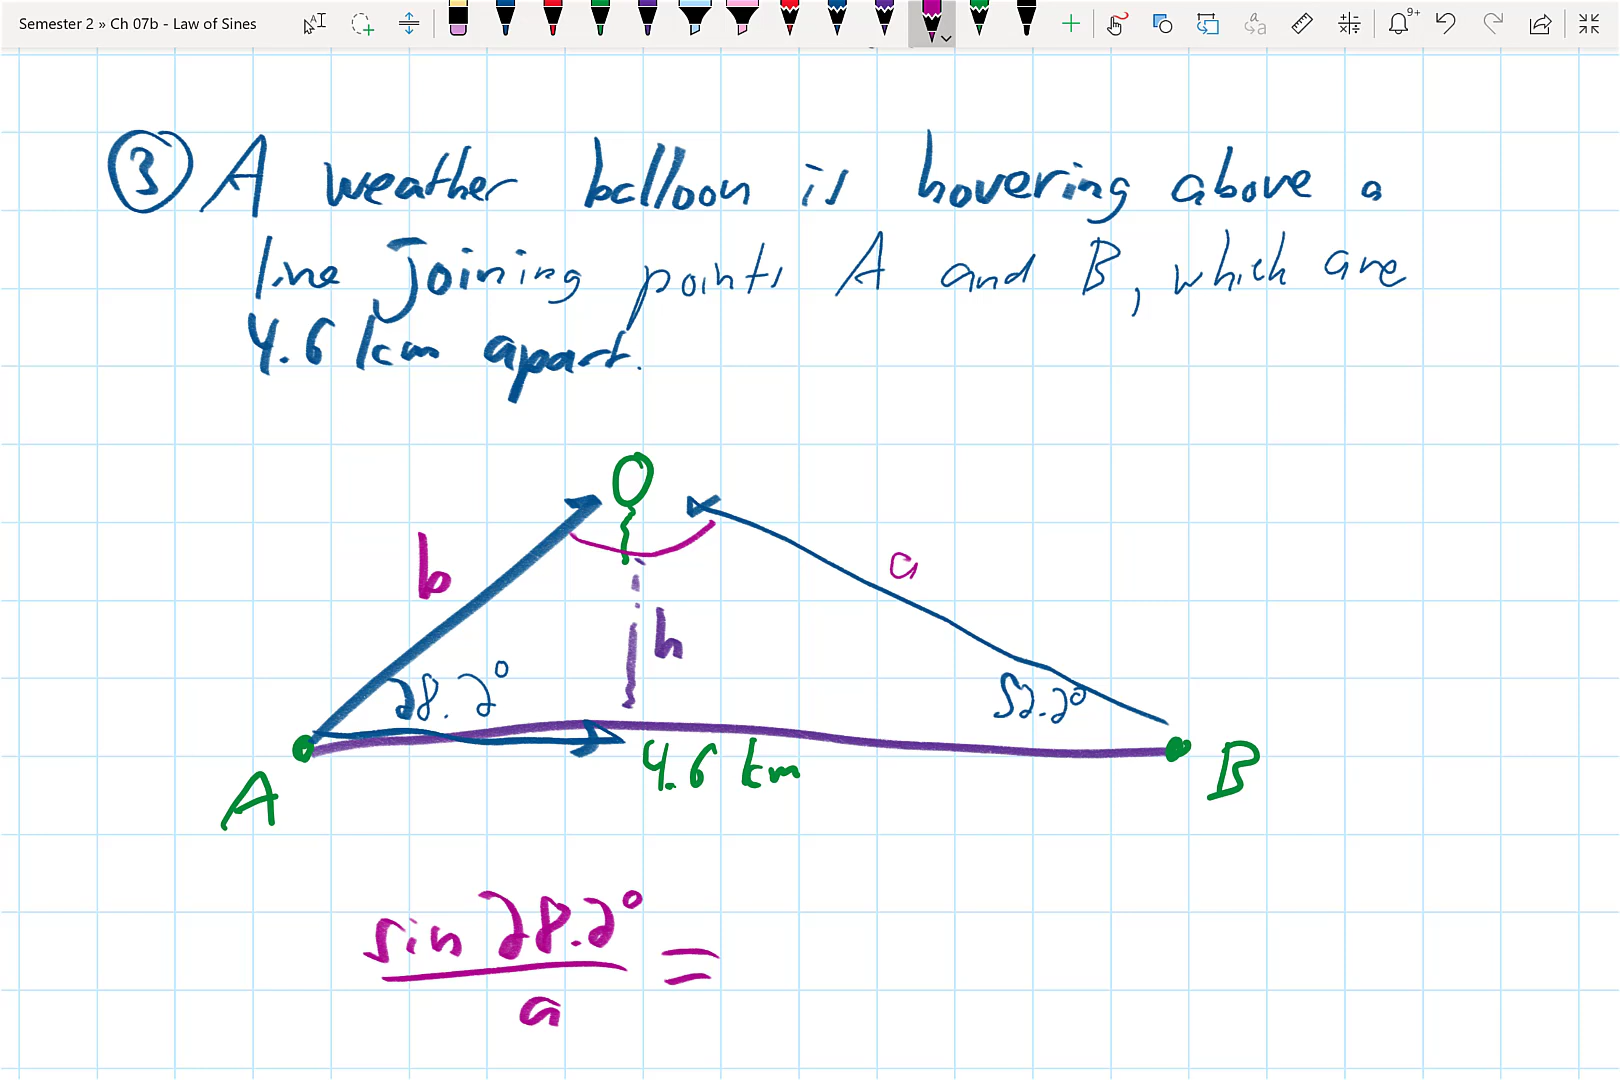 Semester 2 » Ch 07b - Law of Sines
9+
③ A weather balloon is hovering above a
line joining points A and B, which are
4.6 km apart.
b
a
h
28.2°
52.2°
4.6 km
A
B
sin 28.2° =
a